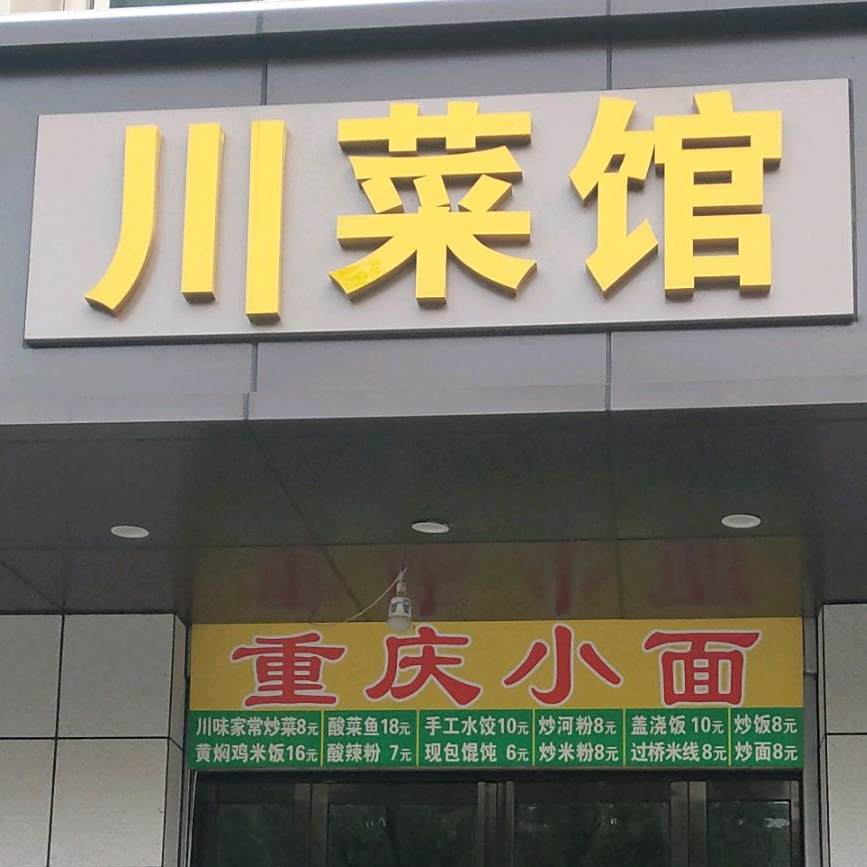 川菜馆
重庆小面
川味家常炒菜8元 酸菜鱼18元 手工水饺10元 炒河粉8元 盖浇饭 10元 炒饭8元
黄焖鸡米饭16元 酸辣粉 7元 现包馄饨 6元 炒米粉8元 过桥米线8元 炒面8元